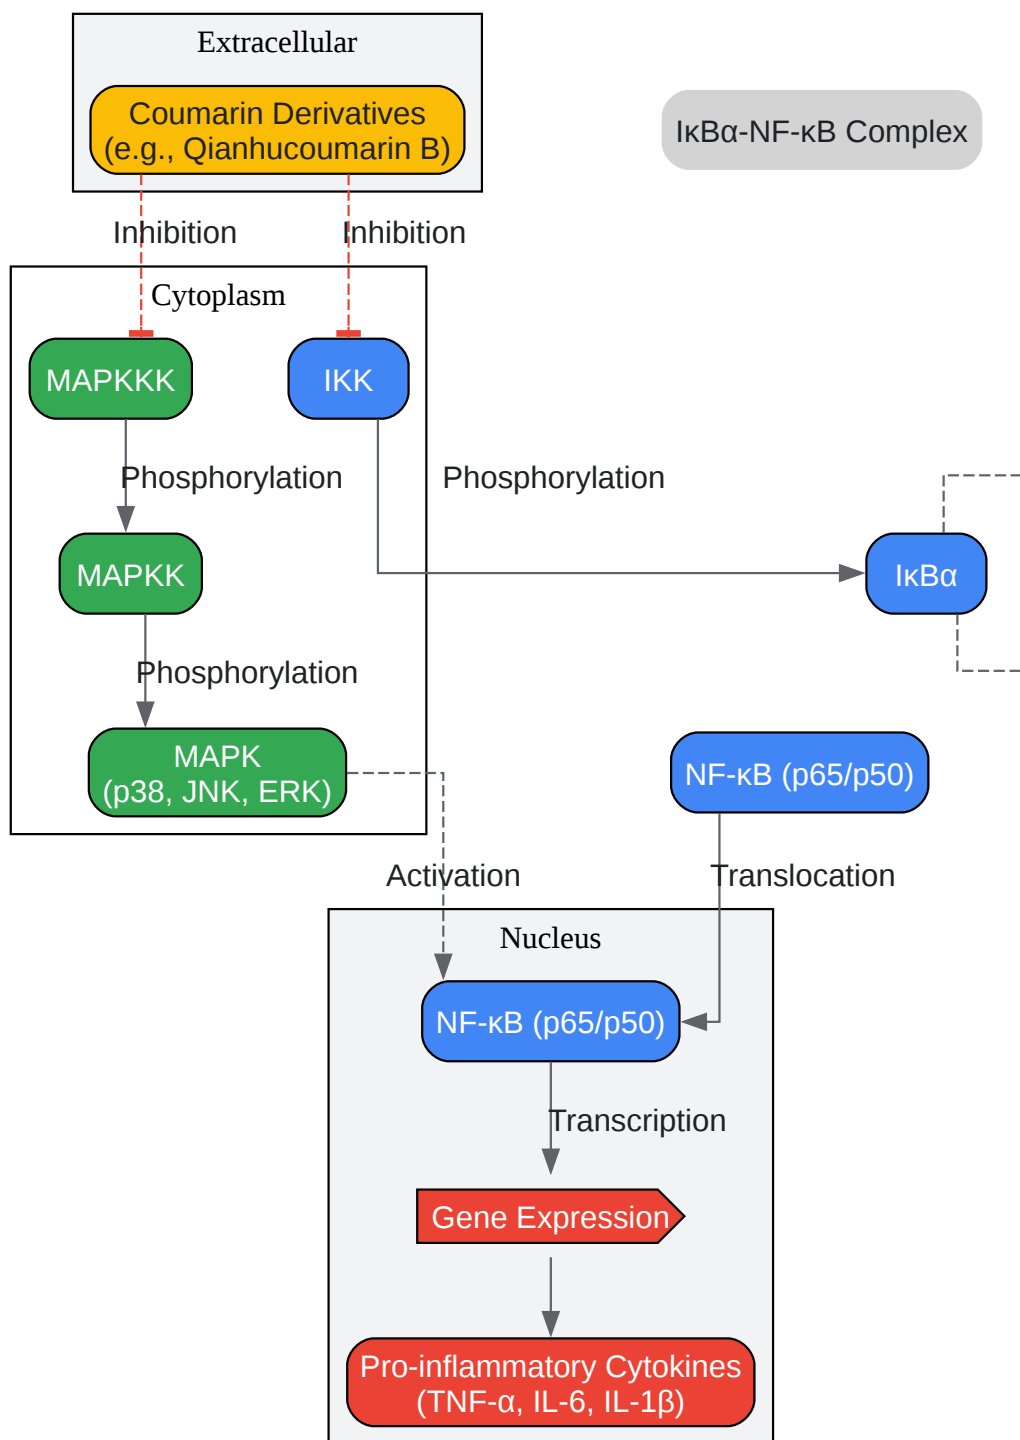 Extracellular
Coumarin Derivatives
(e.g., Qianhucoumarin B)
IκBα-NF-κB Complex
Inhibition
Inhibition
Cytoplasm
MAPKKK
IKK
Phosphorylation
Phosphorylation
MAPKK
IκBα
Phosphorylation
MAPK
(p38, JNK, ERK)
NF-κB (p65/p50)
Activation
Translocation
Nucleus
NF-κB (p65/p50)
Transcription
Gene Expression
Pro-inflammatory Cytokines
(TNF-α, IL-6, IL-1β)